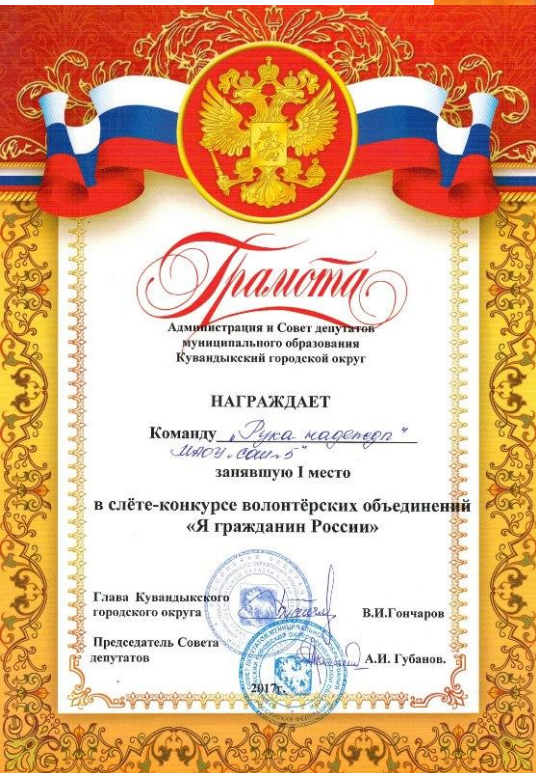 Грамота
Администрация и Совет депутатов
муниципального образования
Кувандыкский городской округ
НАГРАЖДАЕТ
Команду „Рука надежды"
МАОУ „СОШ №5"
занявшую I место
в слёте-конкурсе волонтёрских объединений
«Я гражданин России»
Глава Кувандыкского
городского округа В.И.Гончаров
Председатель Совета
депутатов А.И. Губанов.
2017г.